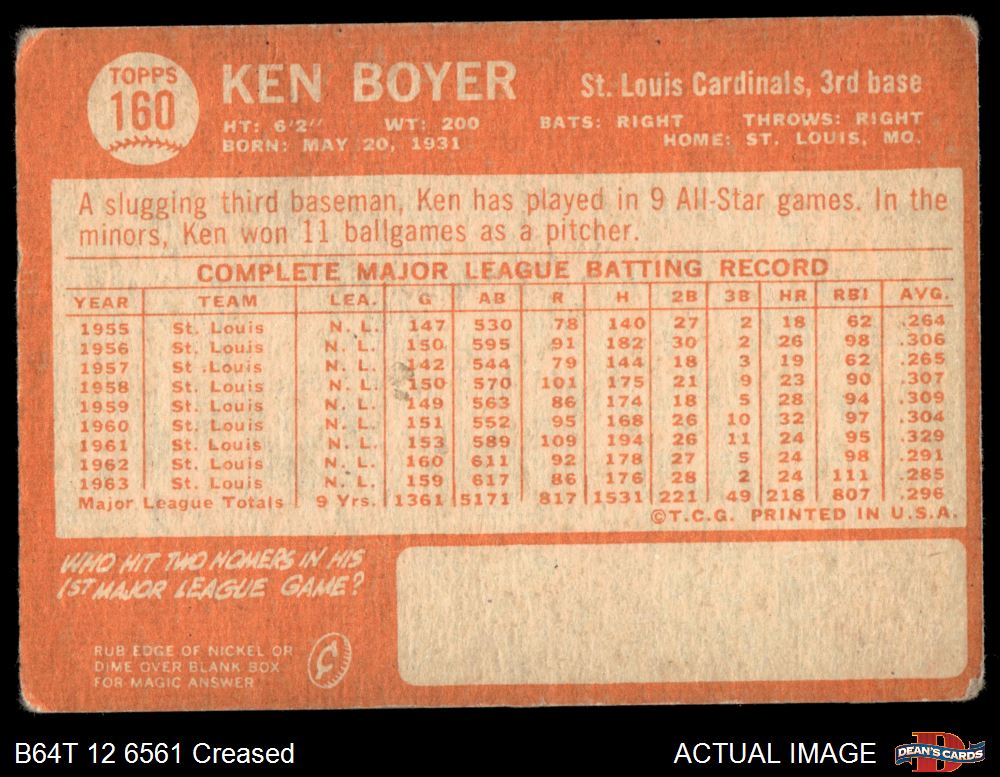 TOPPS
160
KEN BOYER
St. Louis Cardinals, 3rd base
HT: 6'2" WT: 200 BATS: RIGHT THROWS: RIGHT
BORN: MAY 20, 1931 HOME: ST. LOUIS, MO.
A slugging third baseman, Ken has played in 9 All-Star games. In the
minors, Ken won 11 ballgames as a pitcher.
COMPLETE MAJOR LEAGUE BATTING RECORD
YEAR TEAM LEA. G AB R H 2B 3B HR RBI AVG.
1955 St. Louis N. L. 147 530 78 140 27 2 18 62 .264
1956 St. Louis N. L. 150 595 91 182 30 2 26 98 .306
1957 St. Louis N. L. 142 544 79 144 18 3 19 62 .265
1958 St. Louis N. L. 150 570 101 175 21 9 23 90 .307
1959 St. Louis N. L. 149 563 86 174 18 5 28 94 .309
1960 St. Louis N. L. 151 552 95 168 26 10 32 97 .304
1961 St. Louis N. L. 153 589 109 194 26 11 24 95 .329
1962 St. Louis N. L. 160 611 92 178 27 5 24 98 .291
1963 St. Louis N. L. 159 617 86 176 28 2 24 111 .285
Major League Totals 9 Yrs. 1361 5171 817 1531 221 49 218 807 .296
©T.C.G. PRINTED IN U.S.A.
WHO HIT TWO HOMERS IN HIS
1ST MAJOR LEAGUE GAME?
RUB EDGE OF NICKEL OR
DIME OVER BLANK BOX
FOR MAGIC ANSWER
B64T 12 6561 Creased
ACTUAL IMAGE
DEAN'S CARDS